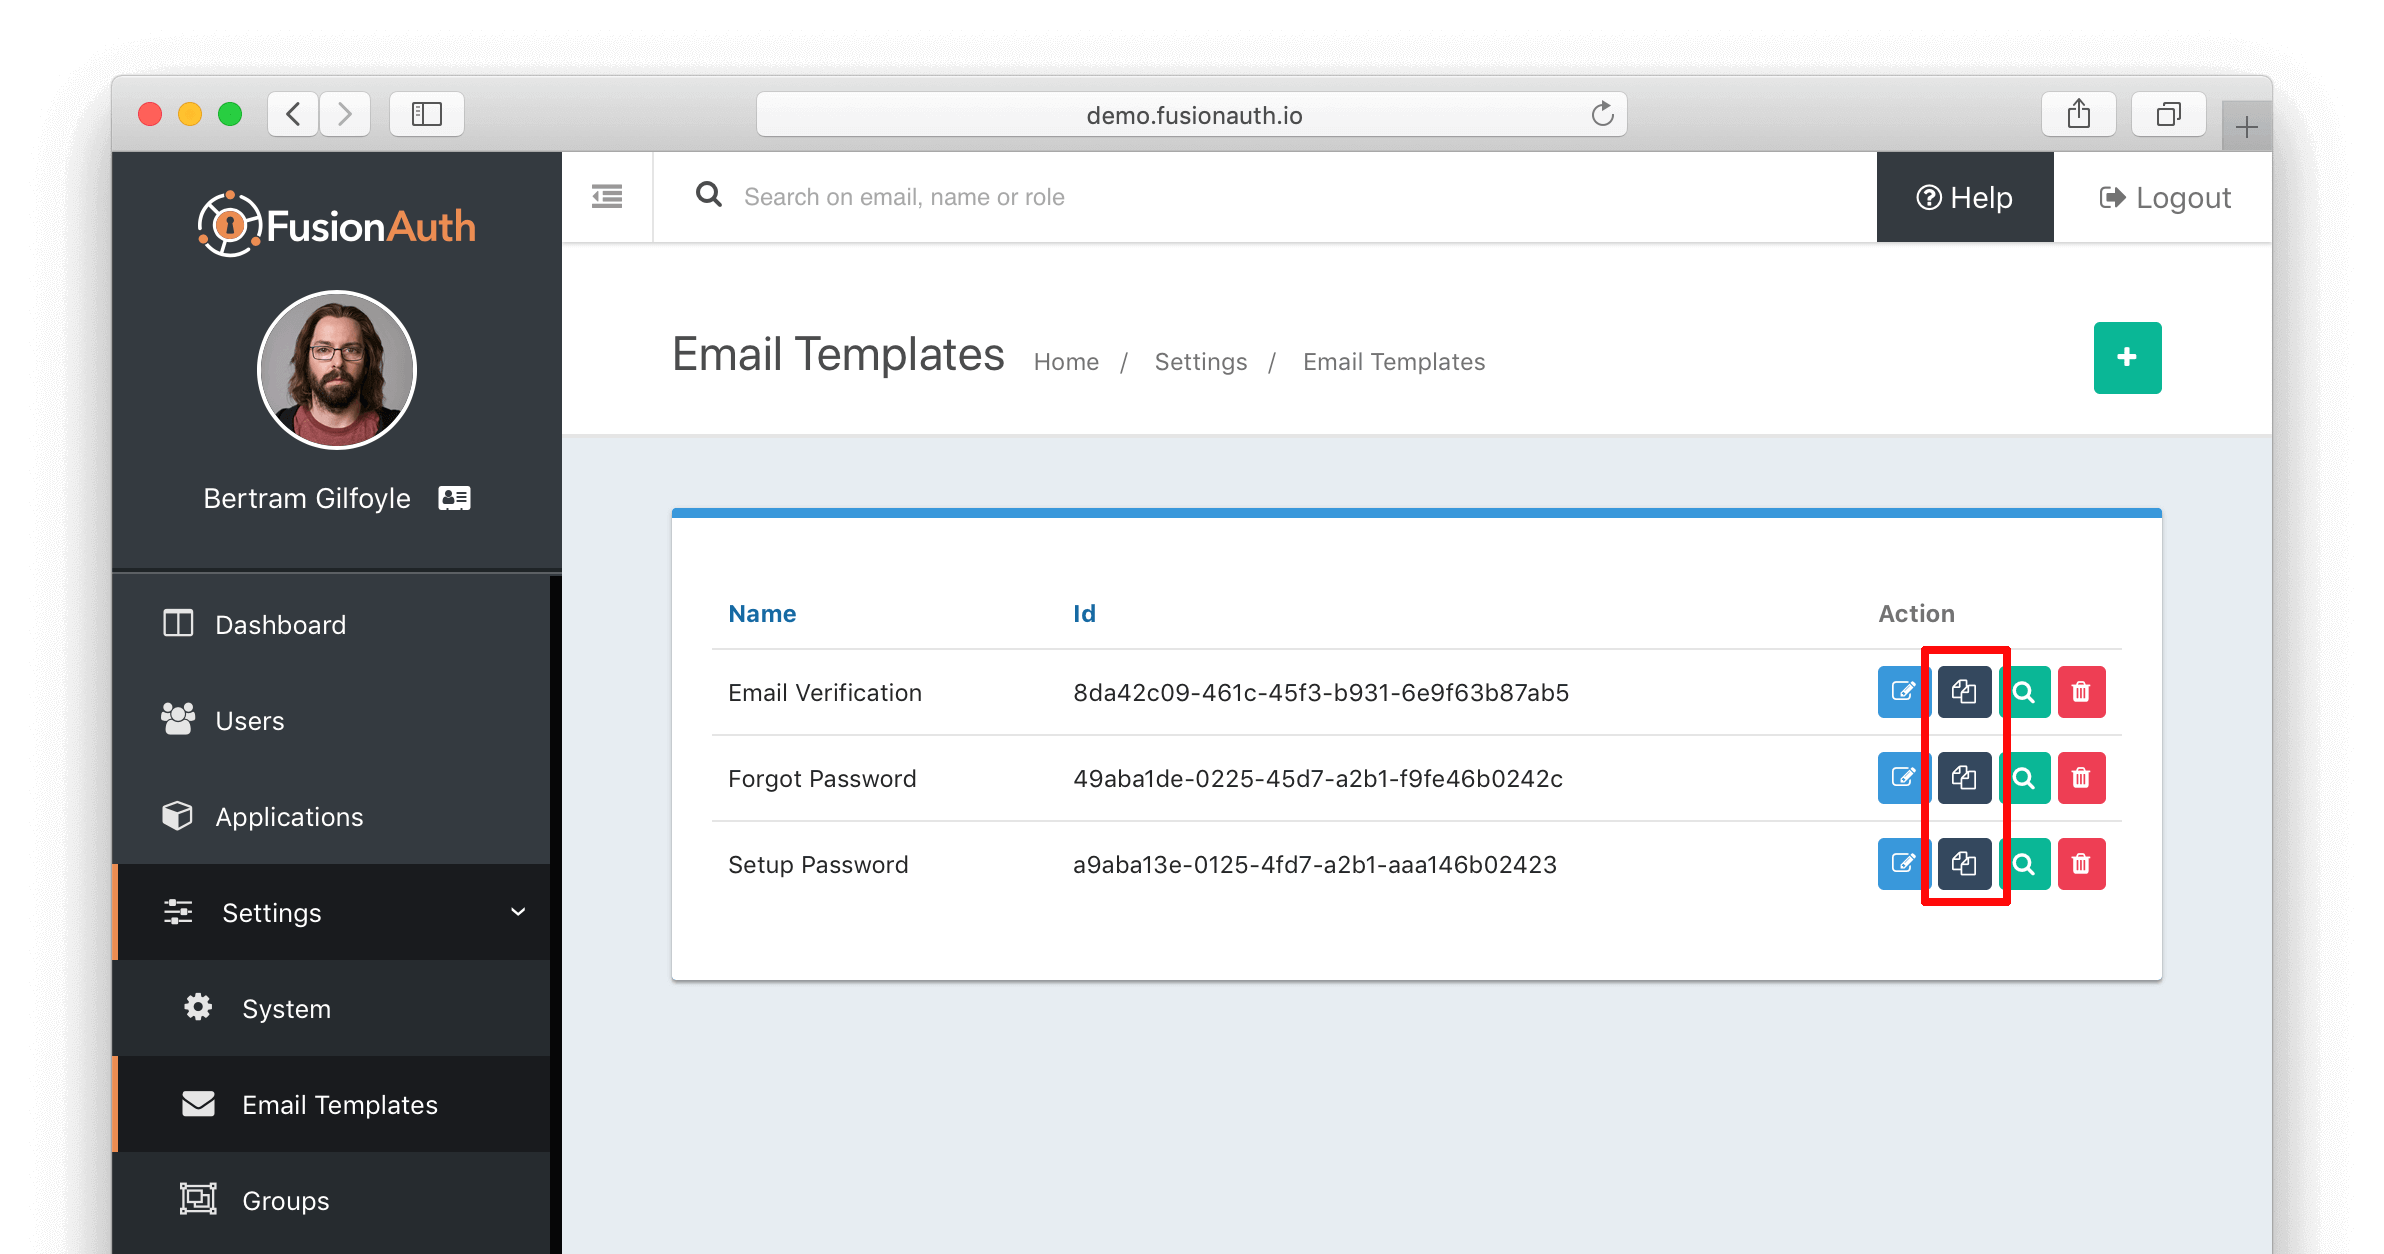 demo.fusionauth.io
FusionAuth
Search on email, name or role
Help
Logout
Bertram Gilfoyle
Email Templates
Home / Settings / Email Templates
Dashboard
Users
Applications
Settings
System
Email Templates
Groups
Name Id Action
Email Verification 8da42c09-461c-45f3-b931-6e9f63b87ab5
Forgot Password 49aba1de-0225-45d7-a2b1-f9fe46b0242c
Setup Password a9aba13e-0125-4fd7-a2b1-aaa146b02423